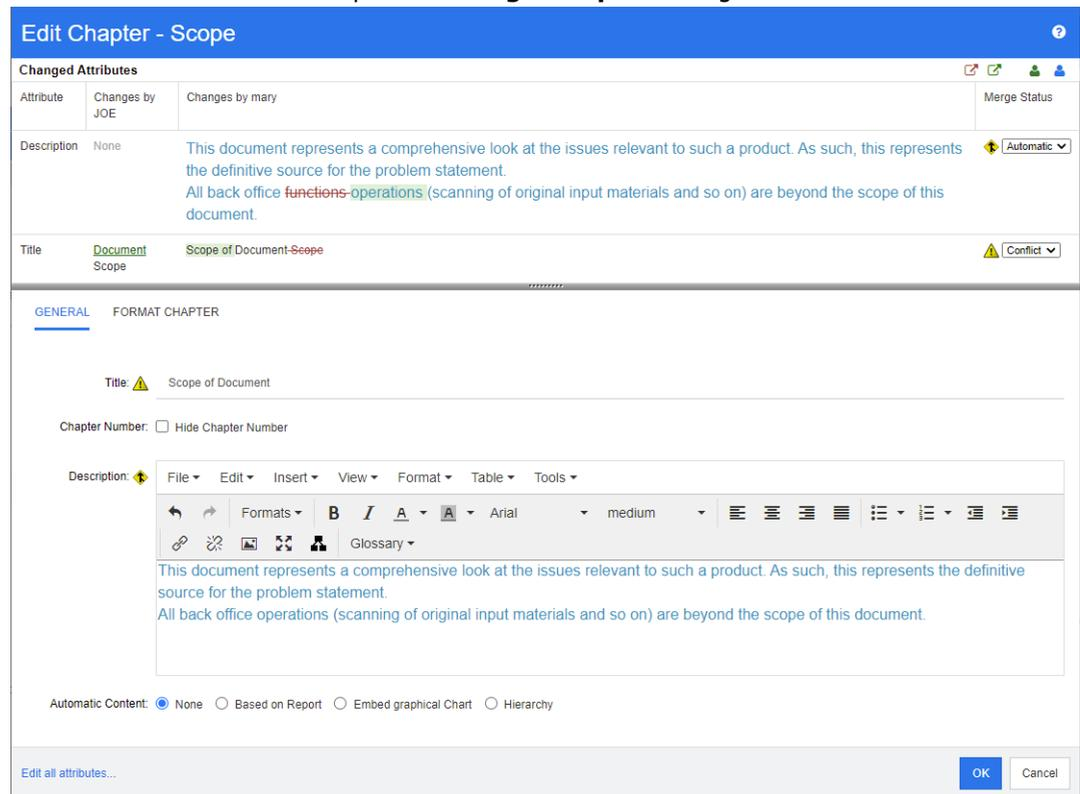 Edit Chapter - Scope
Changed Attributes
Attribute
Changes by
JOE
Changes by mary
Merge Status
Description
None
This document represents a comprehensive look at the issues relevant to such a product. As such, this represents
the definitive source for the problem statement.
All back office functions operations (scanning of original input materials and so on) are beyond the scope of this
document.
Automatic
Title
Document
Scope
Scope of Document Scope
Conflict
GENERAL
FORMAT CHAPTER
Title:
Scope of Document
Chapter Number:
Hide Chapter Number
Description:
File
Edit
Insert
View
Format
Table
Tools
Formats
B
I
A
A
Arial
medium
Glossary
This document represents a comprehensive look at the issues relevant to such a product. As such, this represents the definitive
source for the problem statement.
All back office operations (scanning of original input materials and so on) are beyond the scope of this document.
Automatic Content:
None
Based on Report
Embed graphical Chart
Hierarchy
Edit all attributes...
OK
Cancel